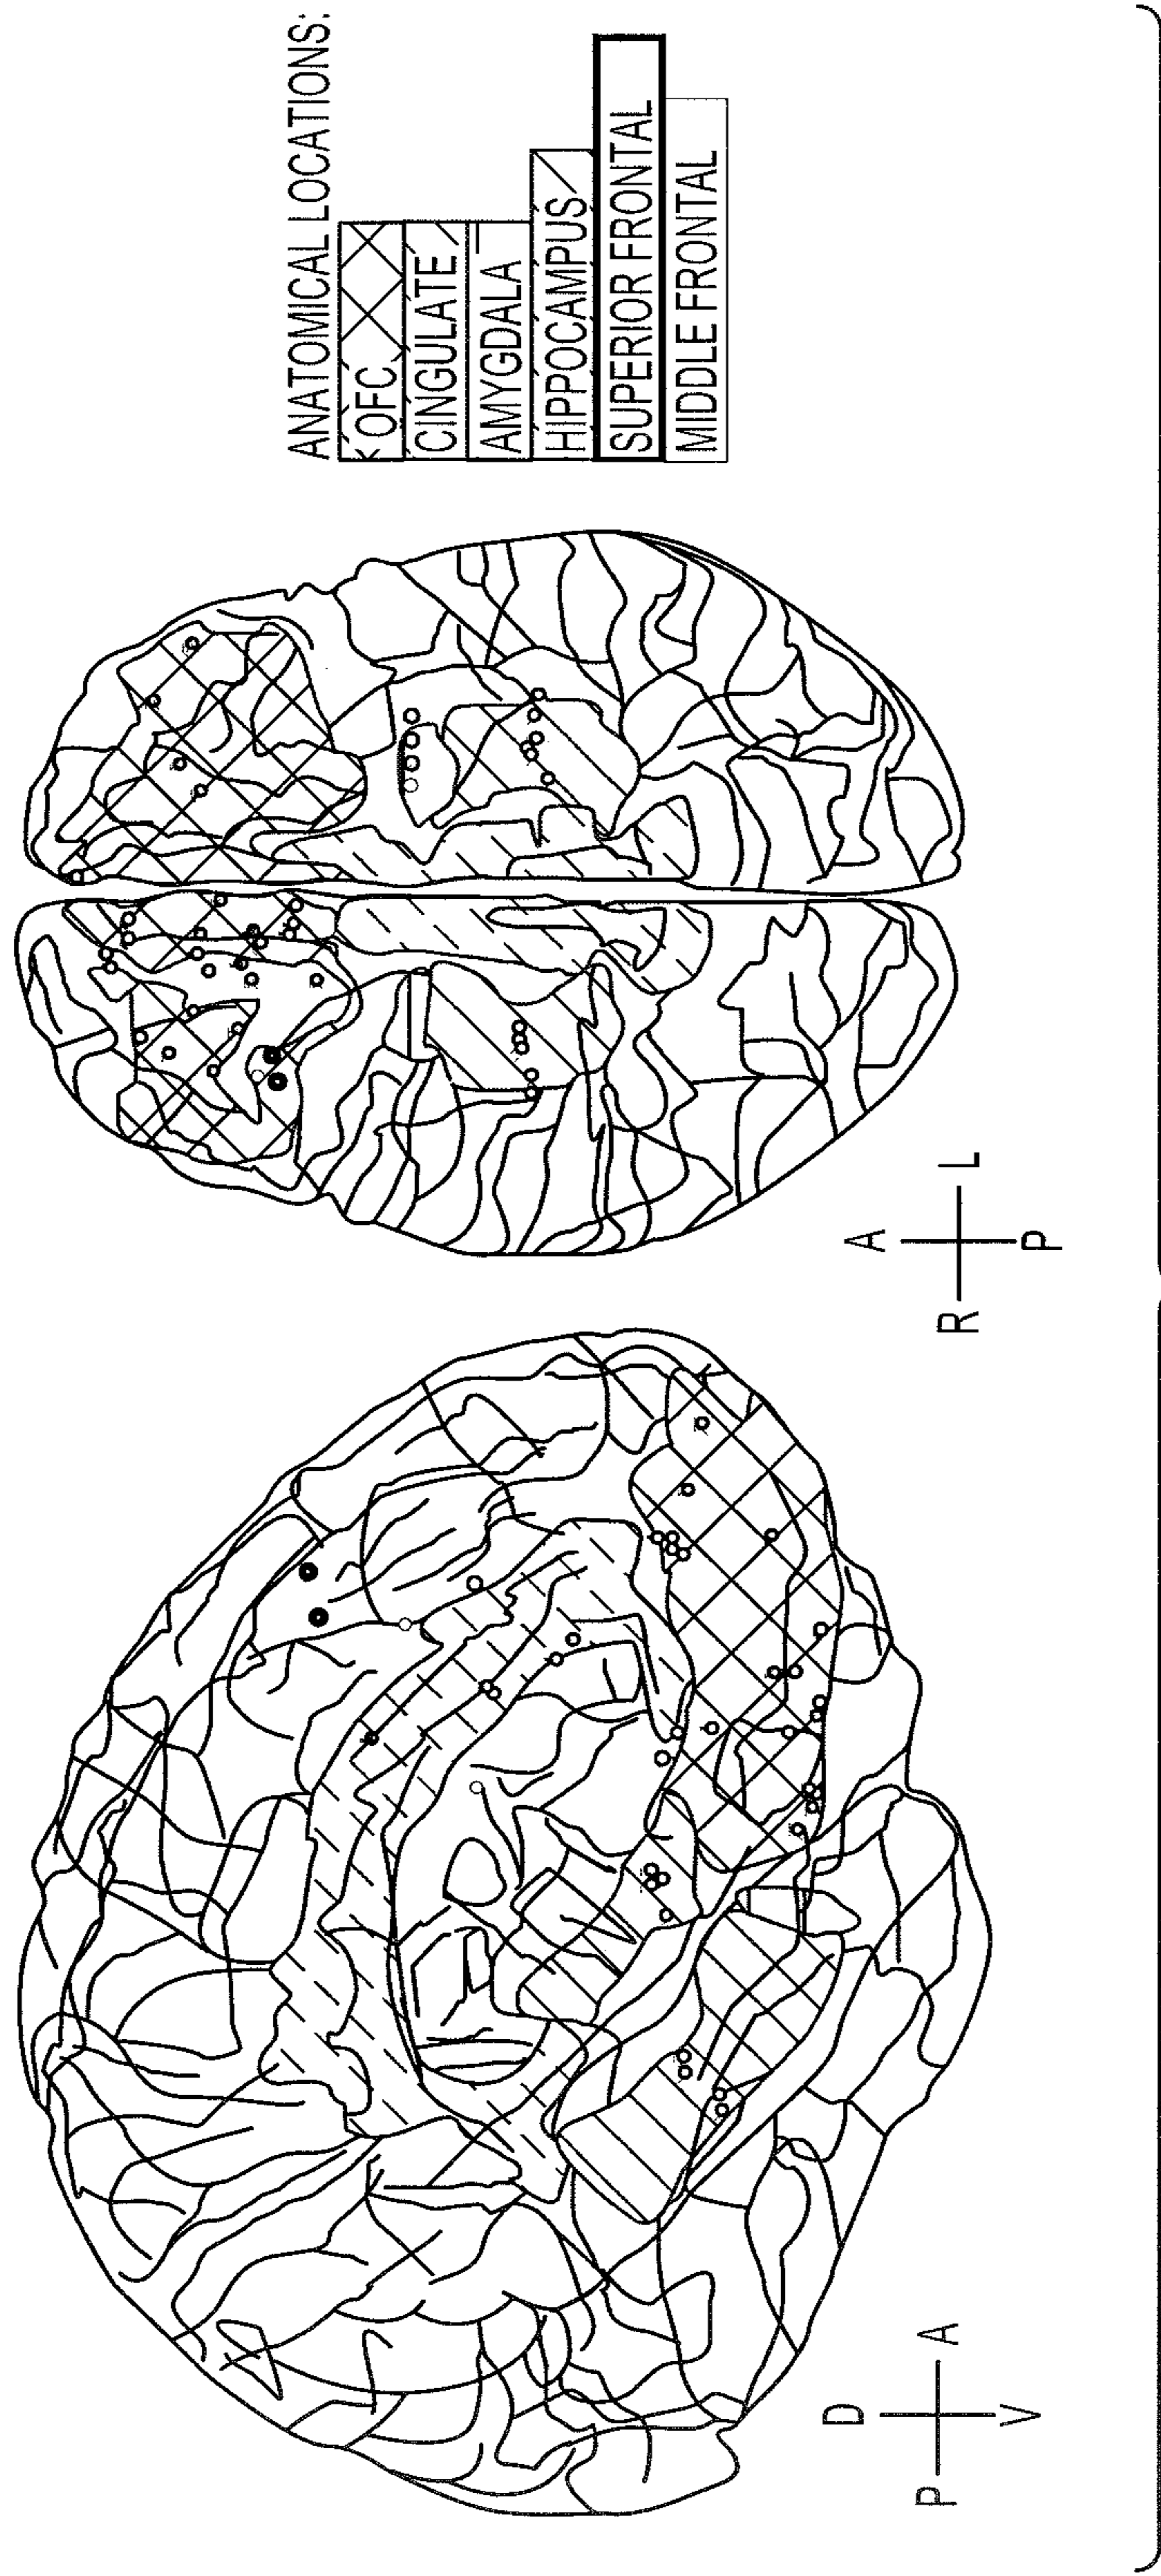 ANATOMICAL LOCATIONS:
OFC
CINGULATE
AMYGDALA
HIPPOCAMPUS
SUPERIOR FRONTAL
MIDDLE FRONTAL
A
R L
P
D
P A
V